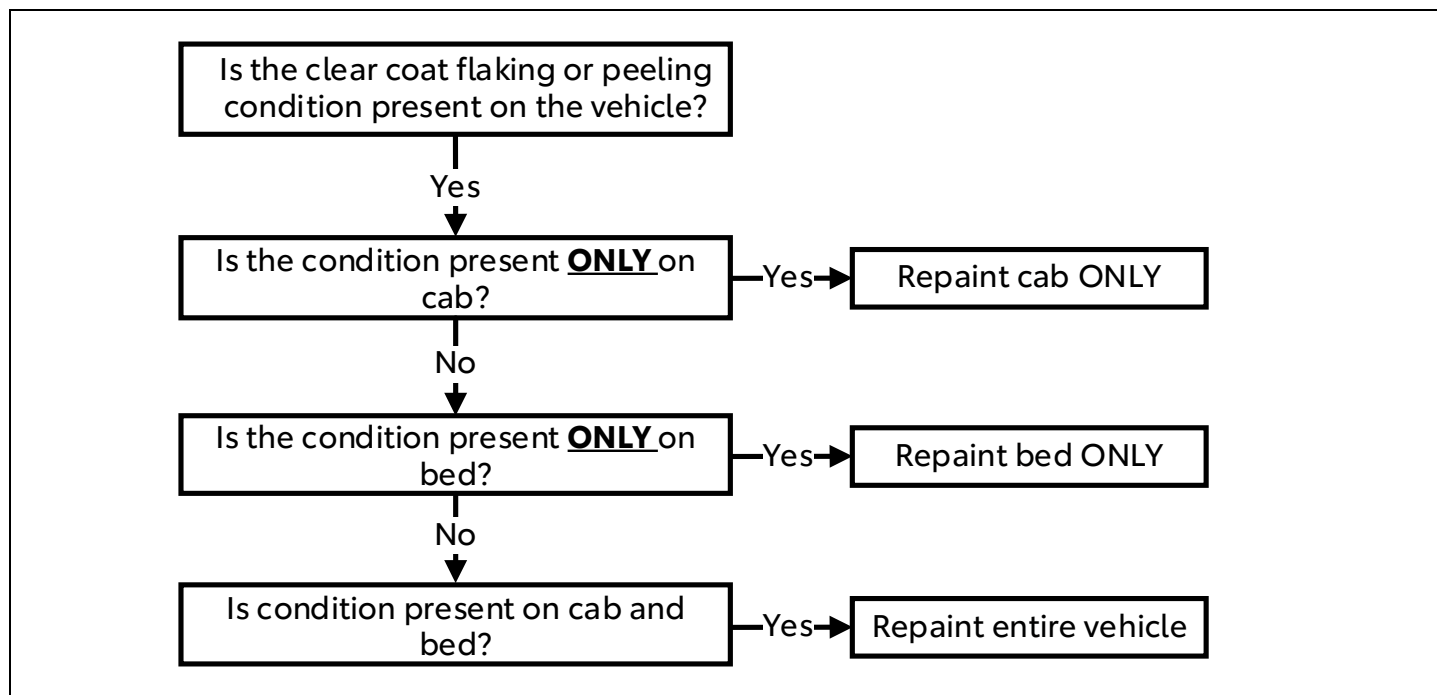 Is the clear coat flaking or peeling
condition present on the vehicle?
Yes
Is the condition present ONLY on
cab?
Yes
Repaint cab ONLY
No
Is the condition present ONLY on
bed?
Yes
Repaint bed ONLY
No
Is condition present on cab and
bed?
Yes
Repaint entire vehicle